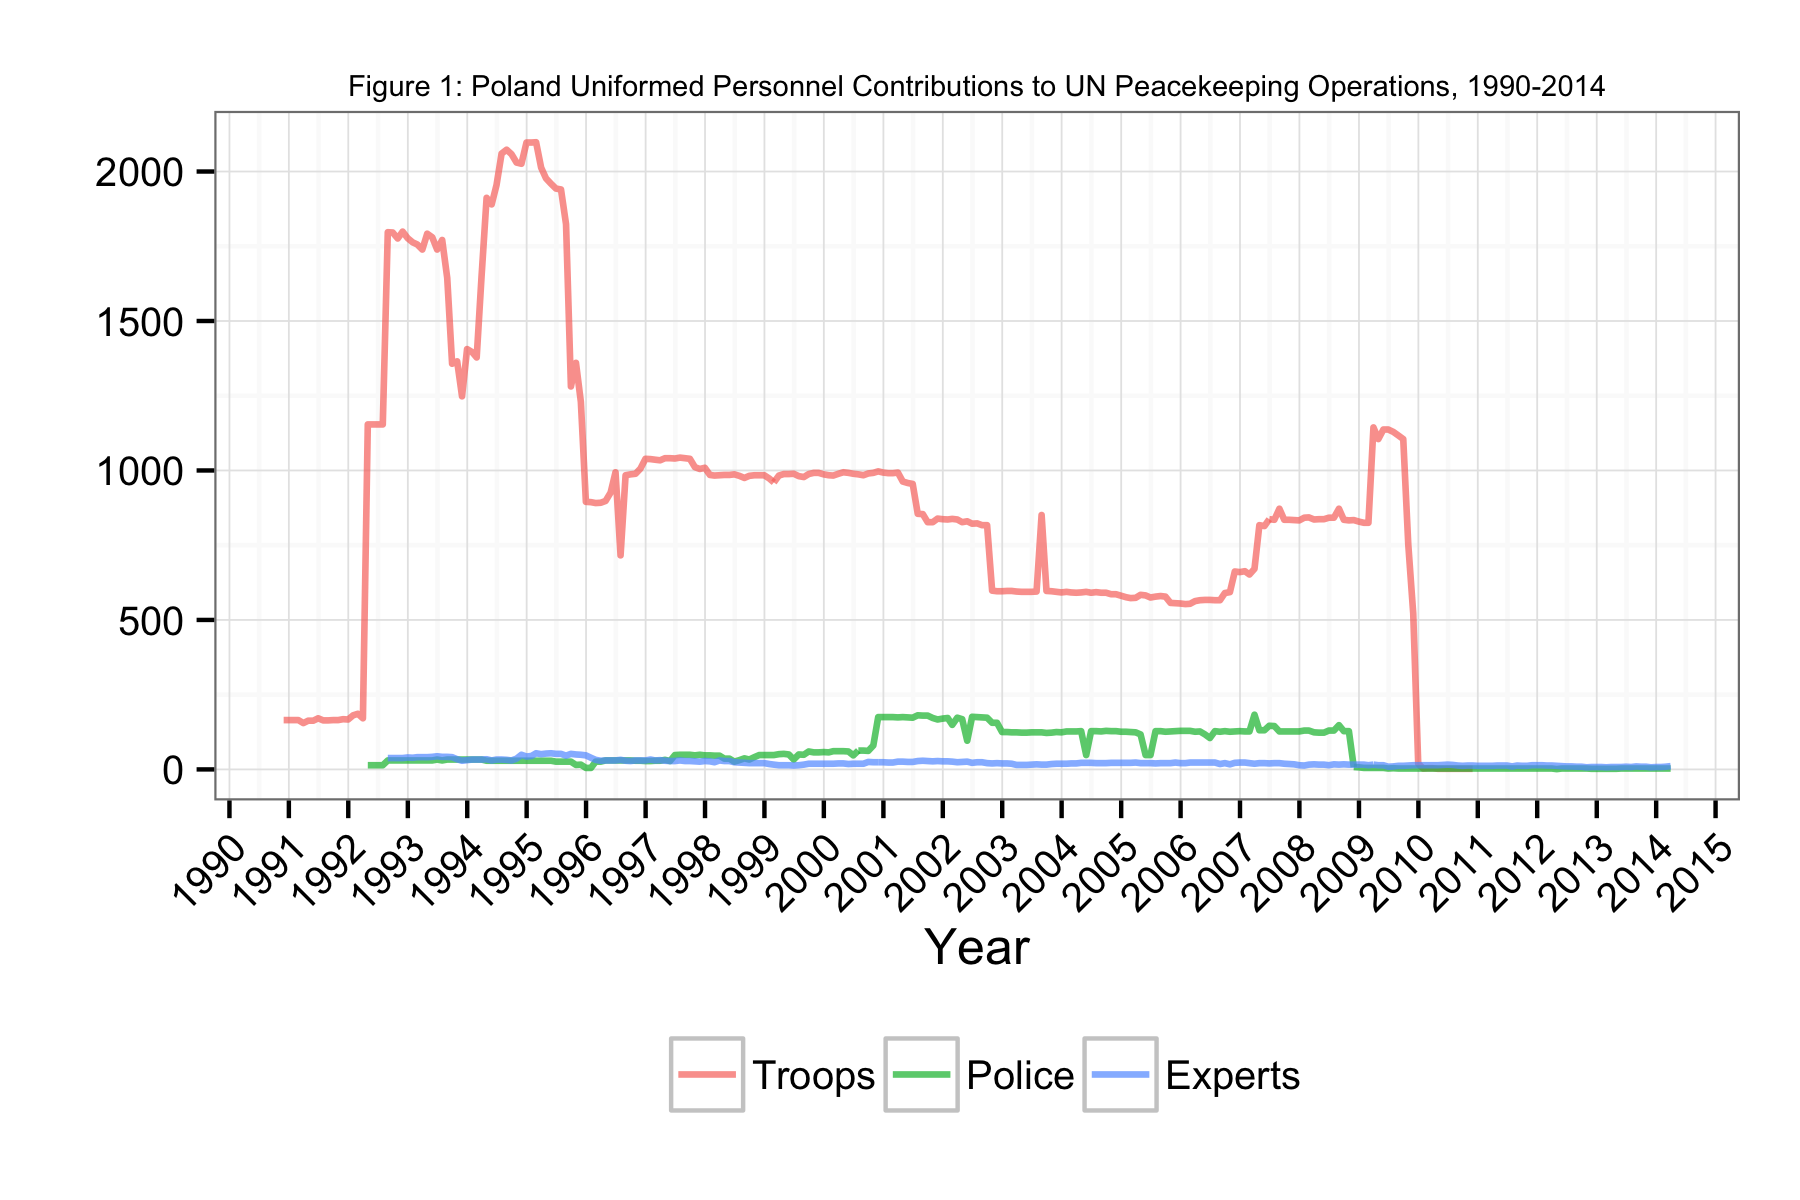 Figure 1: Poland Uniformed Personnel Contributions to UN Peacekeeping Operations, 1990-2014
2000
1500
1000
500
0
1990 1991 1992 1993 1994 1995 1996 1997 1998 1999 2000 2001 2002 2003 2004 2005 2006 2007 2008 2009 2010 2011 2012 2013 2014 2015
Year
Troops Police Experts